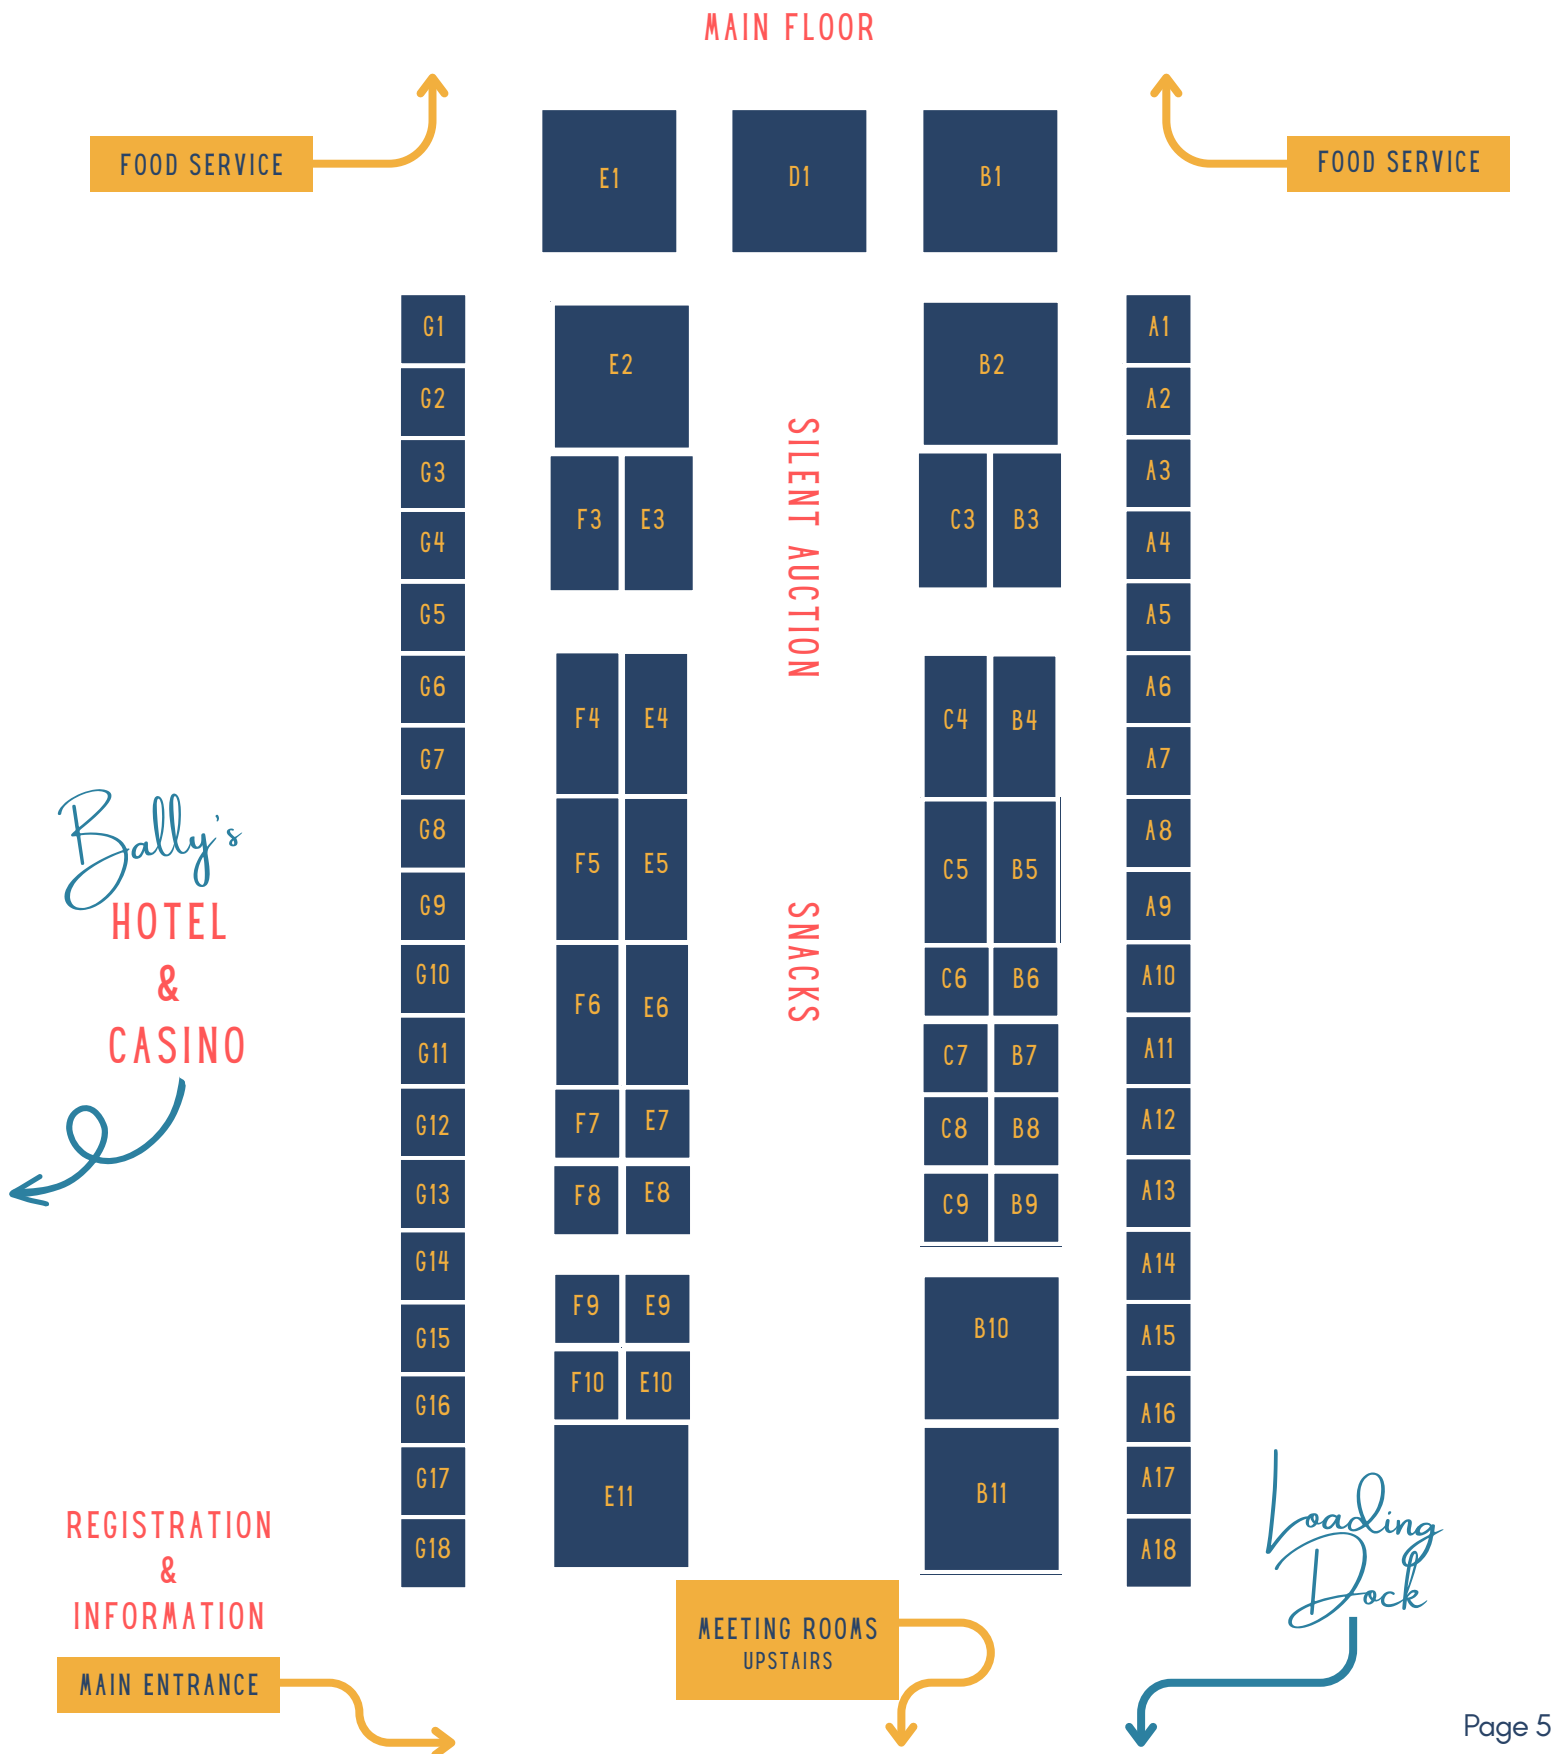 MAIN FLOOR
FOOD SERVICE
FOOD SERVICE
E1
D1
B1
G1
G2
G3
G4
G5
G6
G7
G8
G9
G10
G11
G12
G13
G14
G15
G16
G17
G18
E2
F3 E3
F4 E4
F5 E5
F6 E6
F7 E7
F8 E8
F9 E9
F10 E10
E11
SILENT AUCTION
SNACKS
B2
C3 B3
C4 B4
C5 B5
C6 B6
C7 B7
C8 B8
C9 B9
B10
B11
A1
A2
A3
A4
A5
A6
A7
A8
A9
A10
A11
A12
A13
A14
A15
A16
A17
A18
Bally's
HOTEL
&
CASINO
REGISTRATION
&
INFORMATION
MAIN ENTRANCE
MEETING ROOMS
UPSTAIRS
Loading
Dock
Page 5